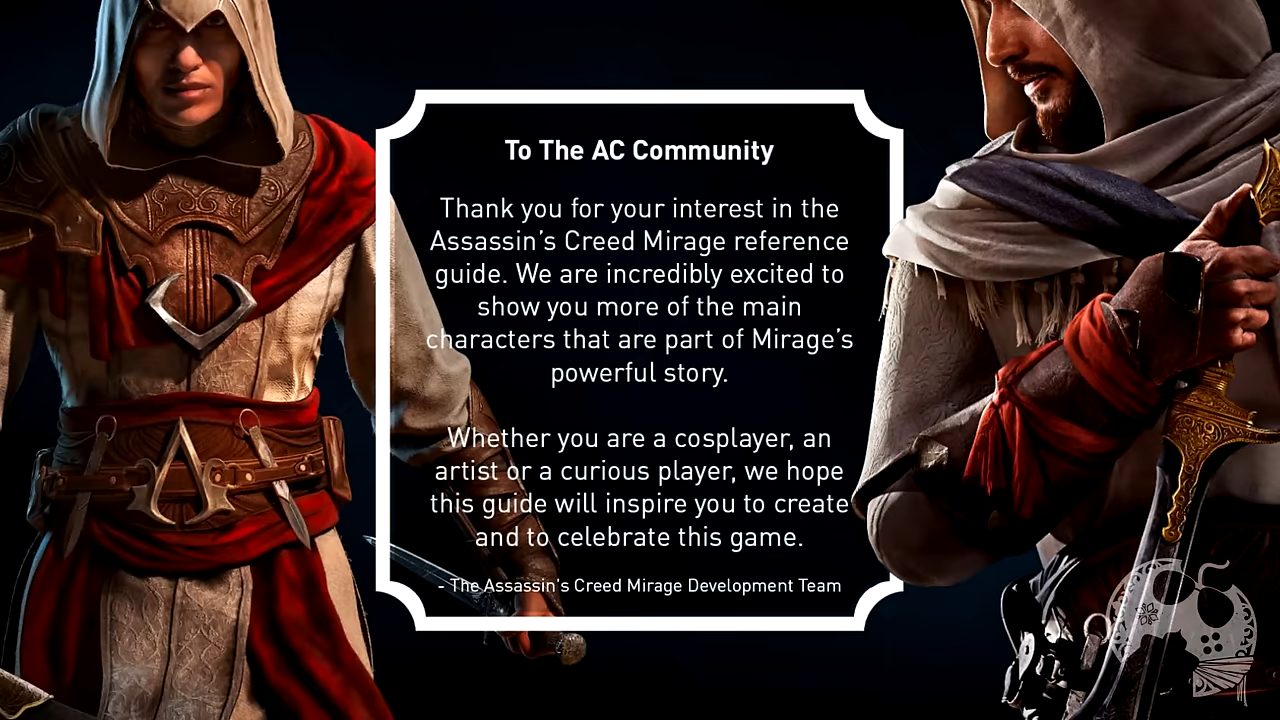 To The AC Community
Thank you for your interest in the
Assassin's Creed Mirage reference
guide. We are incredibly excited to
show you more of the main
characters that are part of Mirage's
powerful story.
Whether you are a cosplayer, an
artist or a curious player, we hope
this guide will inspire you to create
and to celebrate this game.
- The Assassin's Creed Mirage Development Team